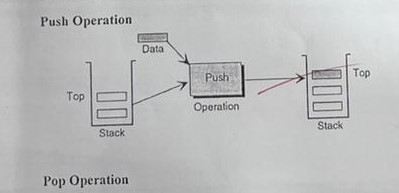 Push Operation
Data
Push
Top
Top
Operation
Stack
Stack
Pop Operation